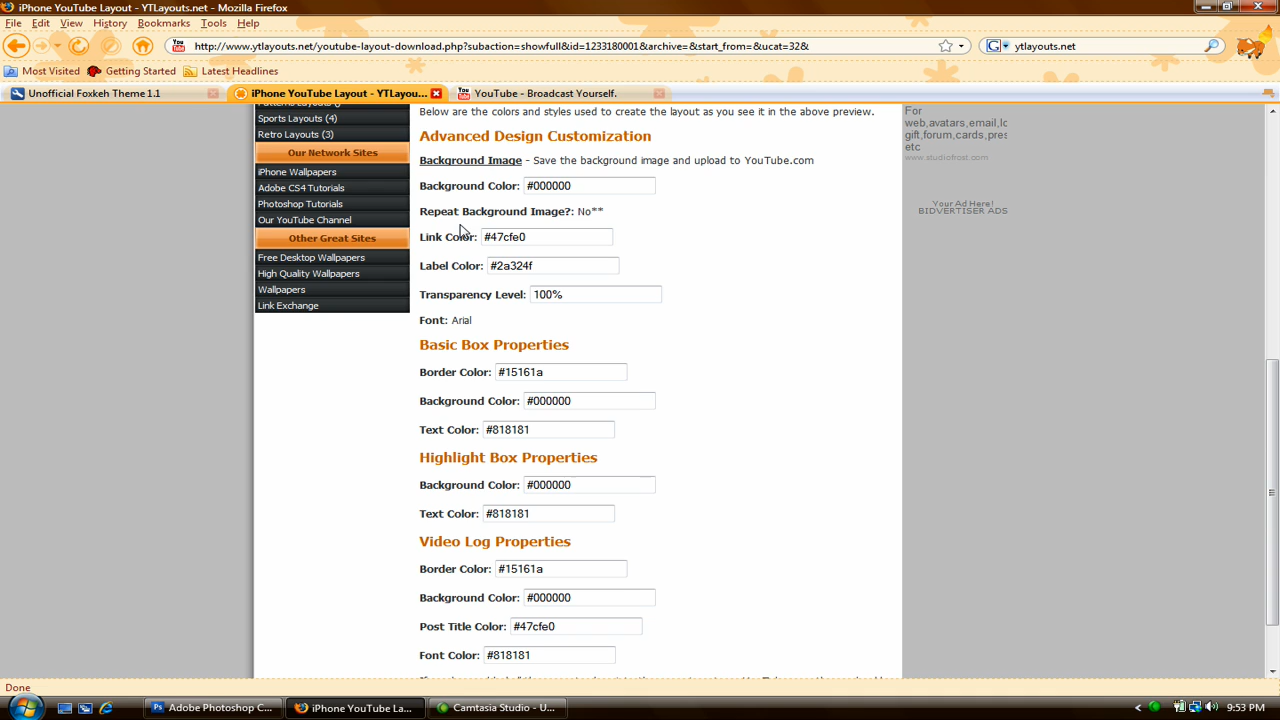 iPhone YouTube Layout - YTLayouts.net - Mozilla Firefox
File Edit View History Bookmarks Tools Help
http://www.ytlayouts.net/youtube-layout-download.php?subaction=showfull&id=1233180001&archive=&start_from=&ucat=32&
ytlayouts.net
Most Visited Getting Started Latest Headlines
Unofficial Foxkeh Theme 1.1
iPhone YouTube Layout - YTLayou...
YouTube - Broadcast Yourself.
Sports Layouts (4)
Retro Layouts (3)
Our Network Sites
iPhone Wallpapers
Adobe CS4 Tutorials
Photoshop Tutorials
Our YouTube Channel
Other Great Sites
Free Desktop Wallpapers
High Quality Wallpapers
Wallpapers
Link Exchange
Below are the colors and styles used to create the layout as you see it in the above preview.
Advanced Design Customization
Background Image - Save the background image and upload to YouTube.com
Background Color: #000000
Repeat Background Image?: No**
Link Color: #47cfe0
Label Color: #2a324f
Transparency Level: 100%
Font: Arial
Basic Box Properties
Border Color: #15161a
Background Color: #000000
Text Color: #818181
Highlight Box Properties
Background Color: #000000
Text Color: #818181
Video Log Properties
Border Color: #15161a
Background Color: #000000
Post Title Color: #47cfe0
Font Color: #818181
For
web,avatars,email,lo
gift,forum,cards,pres
etc
www.studiofrost.com
Your Ad Here!
BIDVERTISER ADS
Done
Adobe Photoshop C...
iPhone YouTube La...
Camtasia Studio - U...
9:53 PM